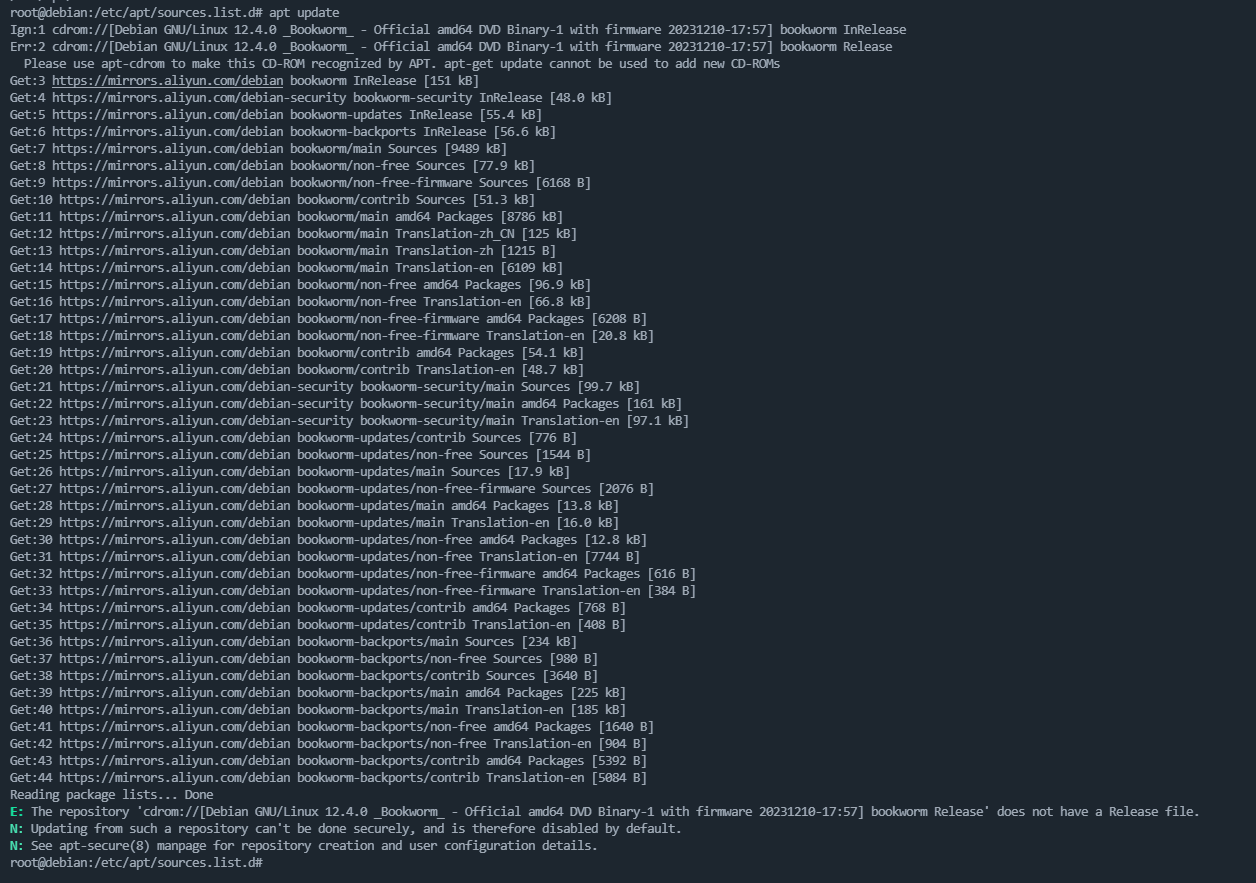 root@debian:/etc/apt/sources.list.d# apt update
Ign:1 cdrom://[Debian GNU/Linux 12.4.0 _Bookworm_ - Official amd64 DVD Binary-1 with firmware 20231210-17:57] bookworm InRelease
Err:2 cdrom://[Debian GNU/Linux 12.4.0 _Bookworm_ - Official amd64 DVD Binary-1 with firmware 20231210-17:57] bookworm Release
  Please use apt-cdrom to make this CD-ROM recognized by APT. apt-get update cannot be used to add new CD-ROMs
Get:3 https://mirrors.aliyun.com/debian bookworm InRelease [151 kB]
Get:4 https://mirrors.aliyun.com/debian-security bookworm-security InRelease [48.0 kB]
Get:5 https://mirrors.aliyun.com/debian bookworm-updates InRelease [55.4 kB]
Get:6 https://mirrors.aliyun.com/debian bookworm-backports InRelease [56.6 kB]
Get:7 https://mirrors.aliyun.com/debian bookworm/main Sources [9489 kB]
Get:8 https://mirrors.aliyun.com/debian bookworm/non-free Sources [77.9 kB]
Get:9 https://mirrors.aliyun.com/debian bookworm/non-free-firmware Sources [6168 B]
Get:10 https://mirrors.aliyun.com/debian bookworm/contrib Sources [51.3 kB]
Get:11 https://mirrors.aliyun.com/debian bookworm/main amd64 Packages [8786 kB]
Get:12 https://mirrors.aliyun.com/debian bookworm/main Translation-zh_CN [125 kB]
Get:13 https://mirrors.aliyun.com/debian bookworm/main Translation-zh [1215 B]
Get:14 https://mirrors.aliyun.com/debian bookworm/main Translation-en [6109 kB]
Get:15 https://mirrors.aliyun.com/debian bookworm/non-free amd64 Packages [96.9 kB]
Get:16 https://mirrors.aliyun.com/debian bookworm/non-free Translation-en [66.8 kB]
Get:17 https://mirrors.aliyun.com/debian bookworm/non-free-firmware amd64 Packages [6208 B]
Get:18 https://mirrors.aliyun.com/debian bookworm/non-free-firmware Translation-en [20.8 kB]
Get:19 https://mirrors.aliyun.com/debian bookworm/contrib amd64 Packages [54.1 kB]
Get:20 https://mirrors.aliyun.com/debian bookworm/contrib Translation-en [48.7 kB]
Get:21 https://mirrors.aliyun.com/debian-security bookworm-security/main Sources [99.7 kB]
Get:22 https://mirrors.aliyun.com/debian-security bookworm-security/main amd64 Packages [161 kB]
Get:23 https://mirrors.aliyun.com/debian-security bookworm-security/main Translation-en [97.1 kB]
Get:24 https://mirrors.aliyun.com/debian bookworm-updates/contrib Sources [776 B]
Get:25 https://mirrors.aliyun.com/debian bookworm-updates/non-free Sources [1544 B]
Get:26 https://mirrors.aliyun.com/debian bookworm-updates/main Sources [17.9 kB]
Get:27 https://mirrors.aliyun.com/debian bookworm-updates/non-free-firmware Sources [2076 B]
Get:28 https://mirrors.aliyun.com/debian bookworm-updates/main amd64 Packages [13.8 kB]
Get:29 https://mirrors.aliyun.com/debian bookworm-updates/main Translation-en [16.0 kB]
Get:30 https://mirrors.aliyun.com/debian bookworm-updates/non-free amd64 Packages [12.8 kB]
Get:31 https://mirrors.aliyun.com/debian bookworm-updates/non-free Translation-en [7744 B]
Get:32 https://mirrors.aliyun.com/debian bookworm-updates/non-free-firmware amd64 Packages [616 B]
Get:33 https://mirrors.aliyun.com/debian bookworm-updates/non-free-firmware Translation-en [384 B]
Get:34 https://mirrors.aliyun.com/debian bookworm-updates/contrib amd64 Packages [768 B]
Get:35 https://mirrors.aliyun.com/debian bookworm-updates/contrib Translation-en [408 B]
Get:36 https://mirrors.aliyun.com/debian bookworm-backports/main Sources [234 kB]
Get:37 https://mirrors.aliyun.com/debian bookworm-backports/non-free Sources [980 B]
Get:38 https://mirrors.aliyun.com/debian bookworm-backports/contrib Sources [3640 B]
Get:39 https://mirrors.aliyun.com/debian bookworm-backports/main amd64 Packages [225 kB]
Get:40 https://mirrors.aliyun.com/debian bookworm-backports/main Translation-en [185 kB]
Get:41 https://mirrors.aliyun.com/debian bookworm-backports/non-free amd64 Packages [1640 B]
Get:42 https://mirrors.aliyun.com/debian bookworm-backports/non-free Translation-en [904 B]
Get:43 https://mirrors.aliyun.com/debian bookworm-backports/contrib amd64 Packages [5392 B]
Get:44 https://mirrors.aliyun.com/debian bookworm-backports/contrib Translation-en [5084 B]
Reading package lists... Done
E: The repository 'cdrom://[Debian GNU/Linux 12.4.0 _Bookworm_ - Official amd64 DVD Binary-1 with firmware 20231210-17:57] bookworm Release' does not have a Release file.
N: Updating from such a repository can't be done securely, and is therefore disabled by default.
N: See apt-secure(8) manpage for repository creation and user configuration details.
root@debian:/etc/apt/sources.list.d#